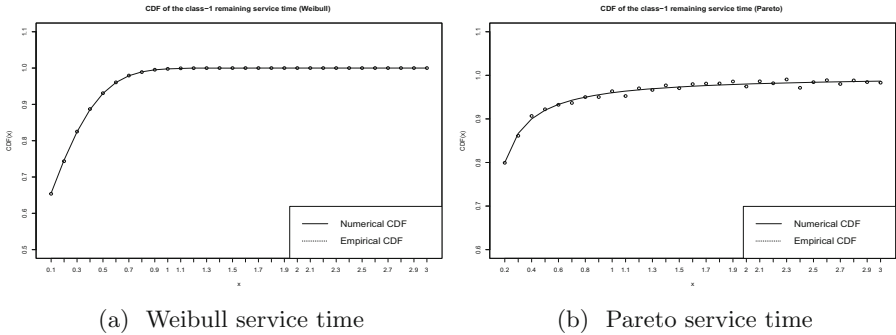 CDF of the class−1 remaining service time (Weibull)
CDF(x)
1.1
1.0
0.9
0.8
0.7
0.6
0.5
Numerical CDF
Empirical CDF
0.1 0.3 0.5 0.7 0.9 1 1.1 1.3 1.5 1.7 1.9 2 2.1 2.3 2.5 2.7 2.9 3
x
(a) Weibull service time
CDF of the class−1 remaining service time (Pareto)
CDF(x)
1.1
1.0
0.9
0.8
0.7
0.6
Numerical CDF
Empirical CDF
0.2 0.4 0.6 0.8 1 1.1 1.3 1.5 1.7 1.9 2 2.1 2.3 2.5 2.7 2.9 3
x
(b) Pareto service time